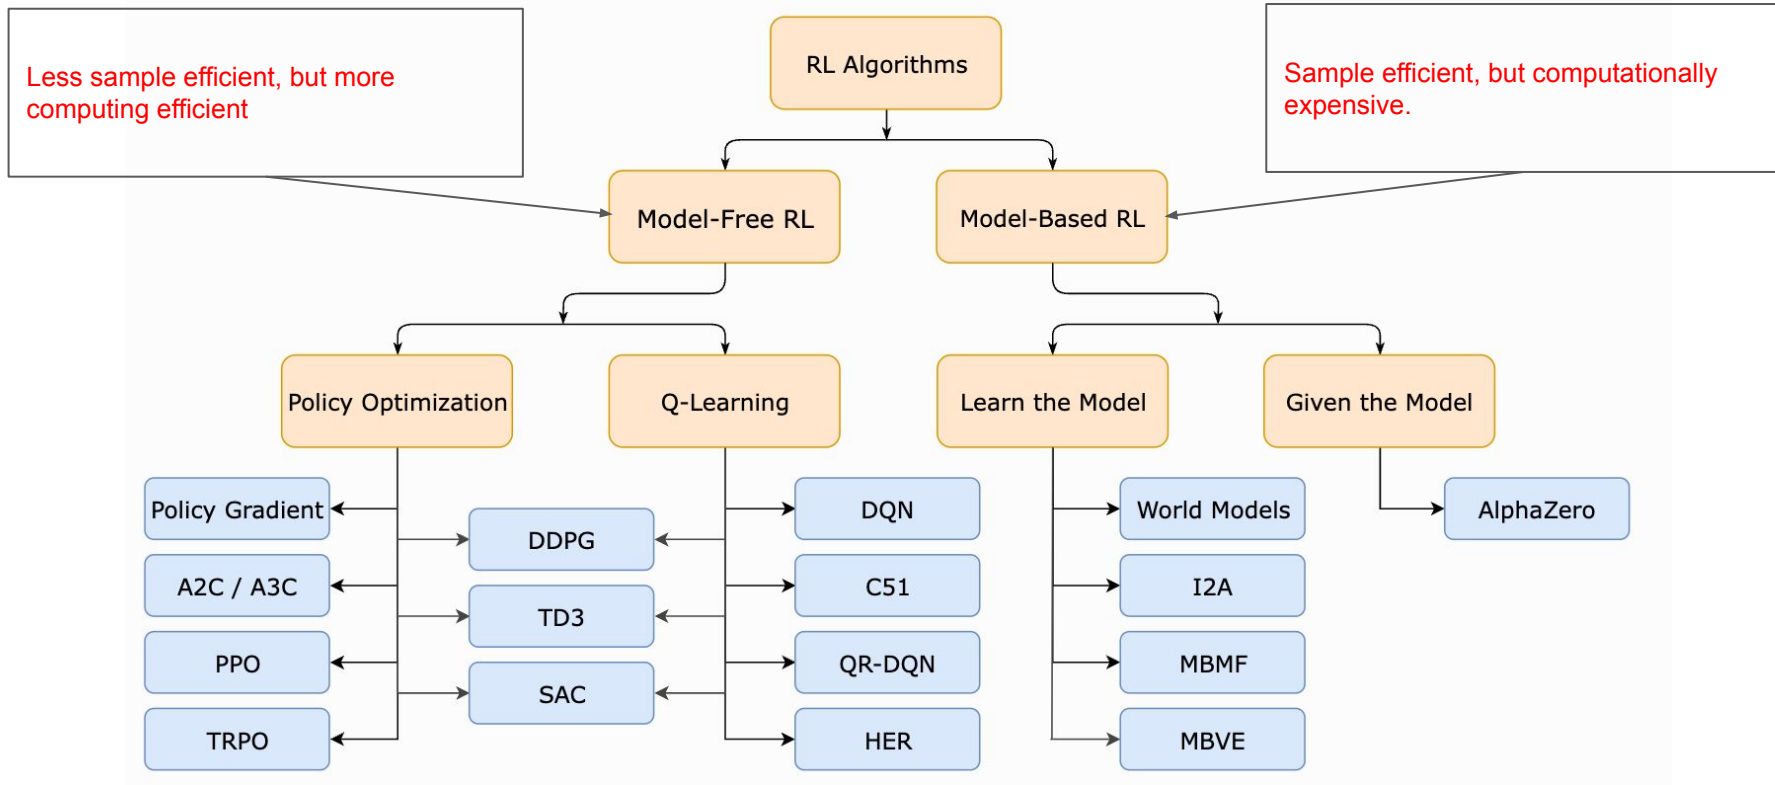 Less sample efficient, but more
computing efficient
RL Algorithms
Sample efficient, but computationally
expensive.
Model-Free RL
Model-Based RL
Policy Optimization
Q-Learning
Learn the Model
Given the Model
Policy Gradient
DDPG
DQN
World Models
AlphaZero
A2C / A3C
TD3
C51
I2A
PPO
SAC
QR-DQN
MBMF
TRPO
HER
MBVE